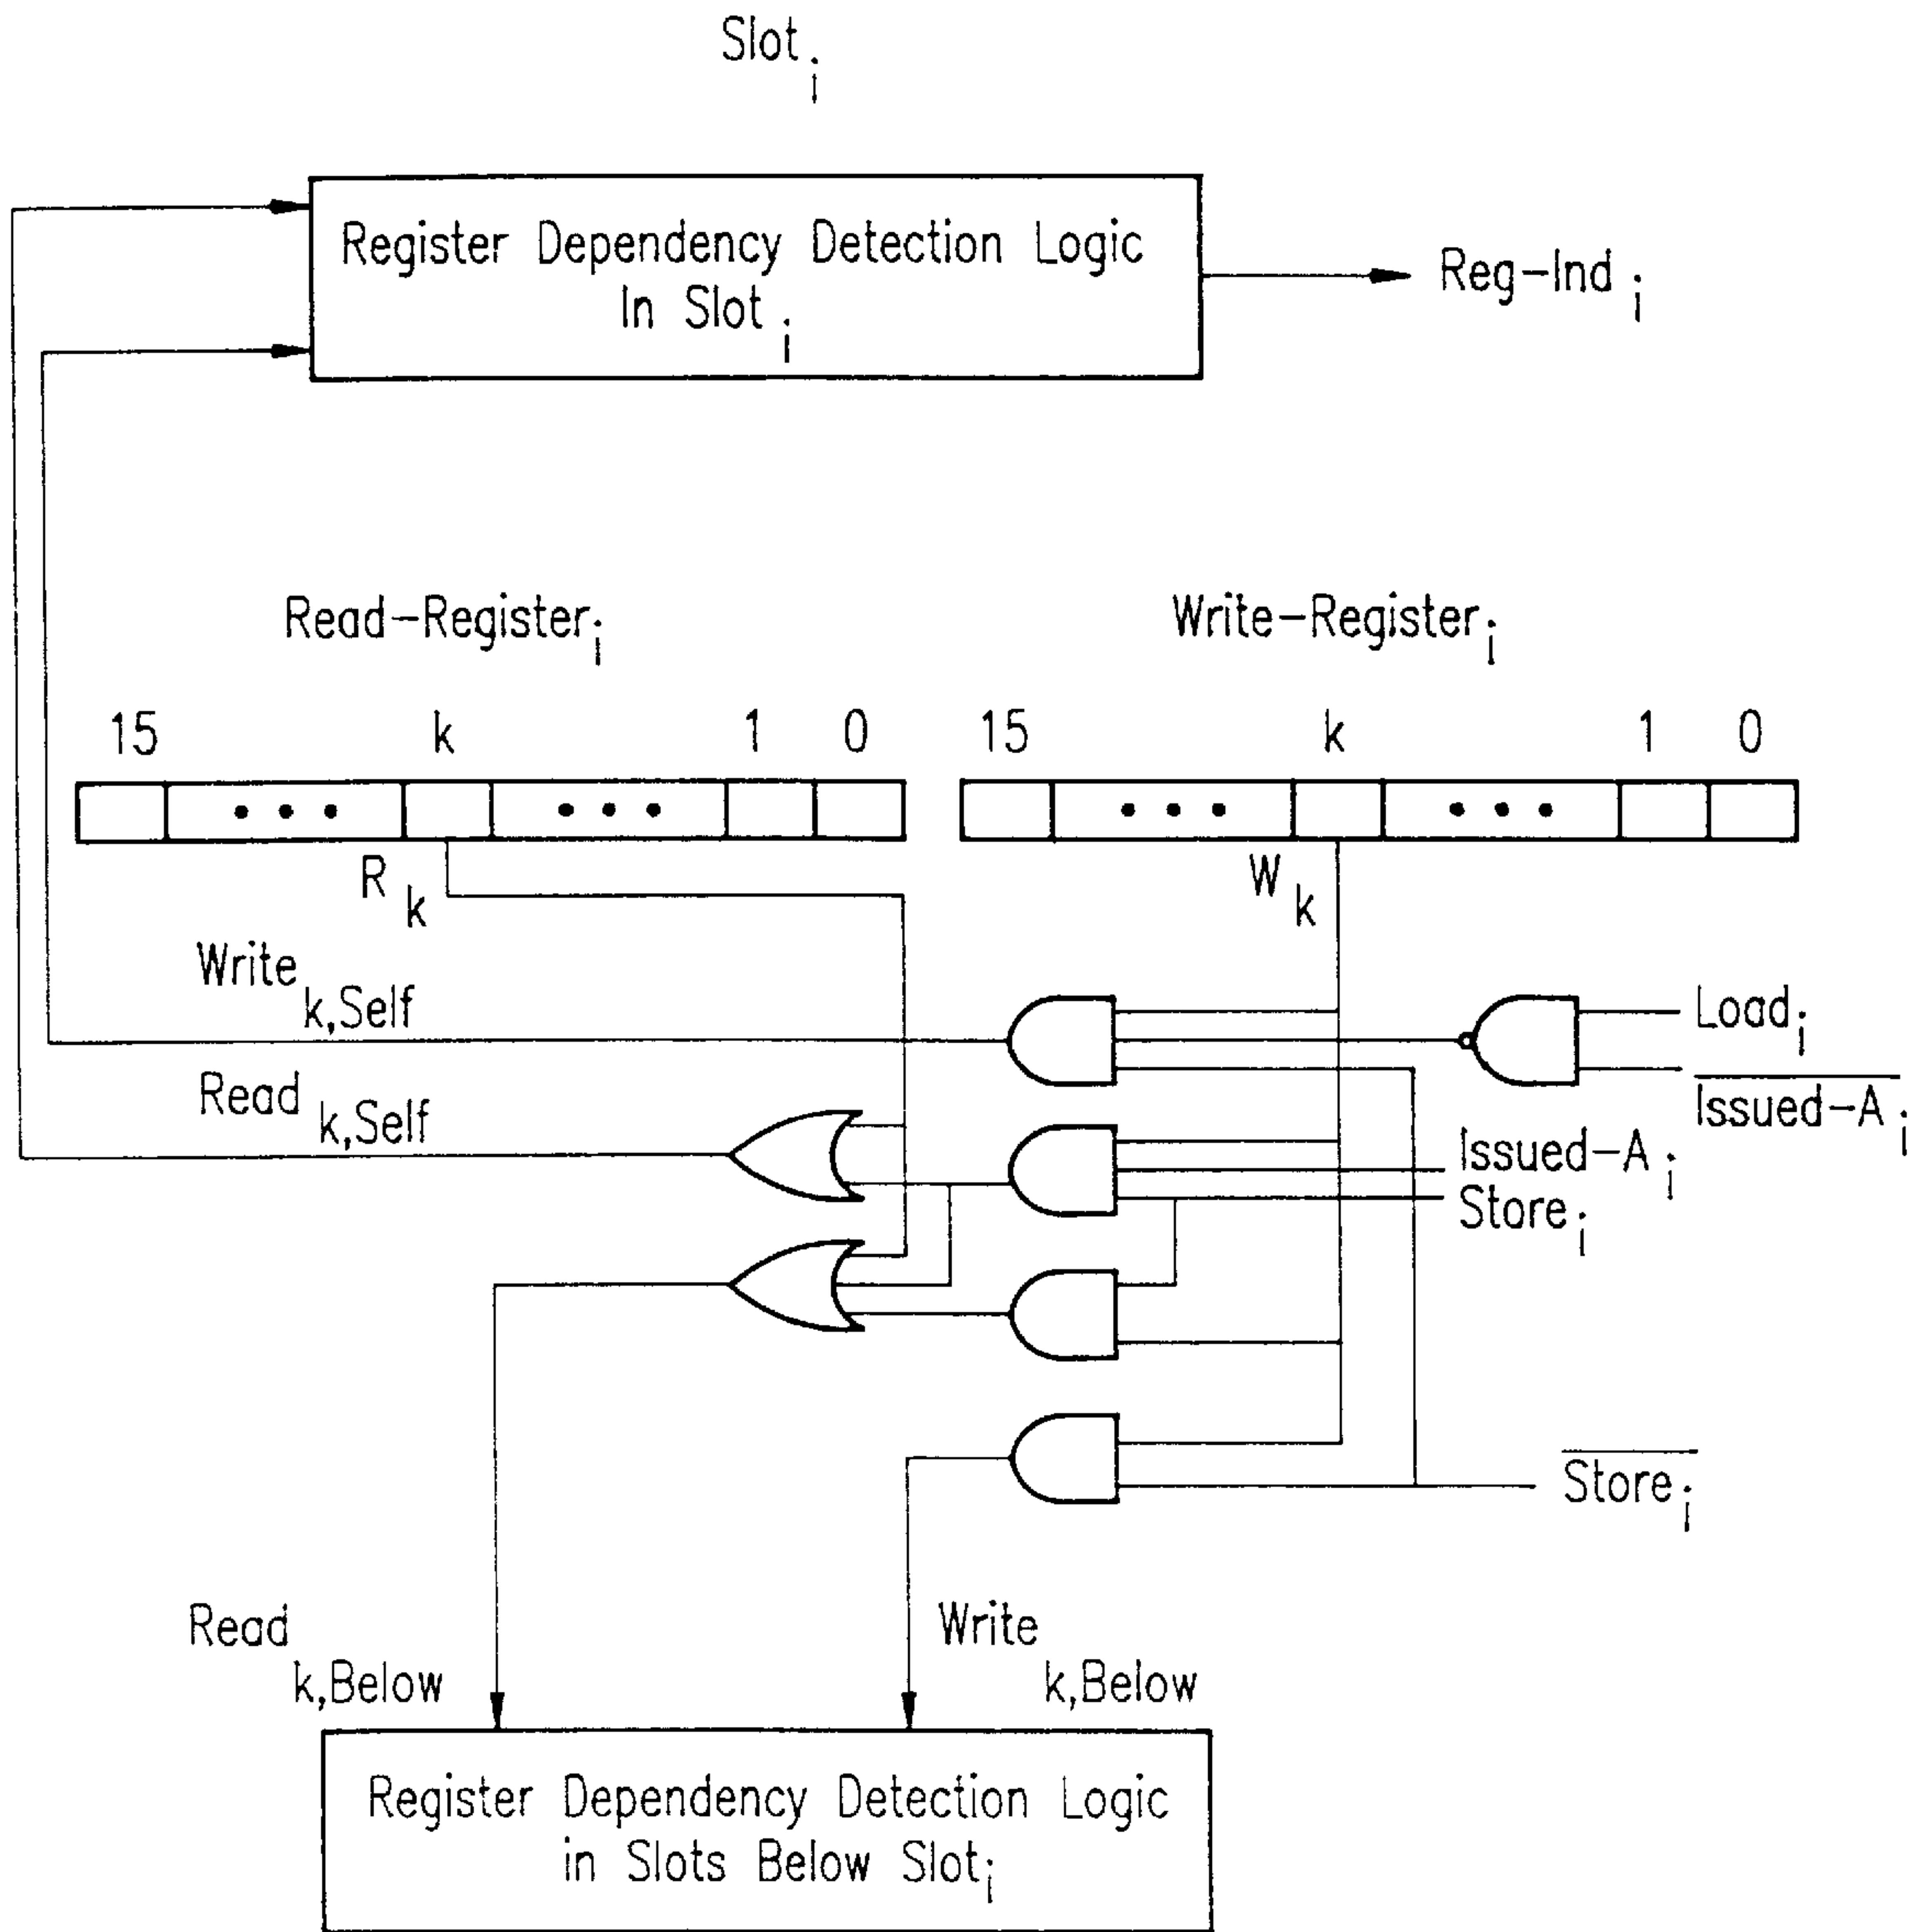 Slot i
Register Dependency Detection Logic
In Slot i
Reg-Ind i
Read-Register i
Write-Register i
15 k 1 0
15 k 1 0
R k
W k
Write k,Self
Load i
Read k,Self
Issued-A i
Issued-A i
Store i
Store i
Read k,Below
Write k,Below
Register Dependency Detection Logic
in Slots Below Slot i